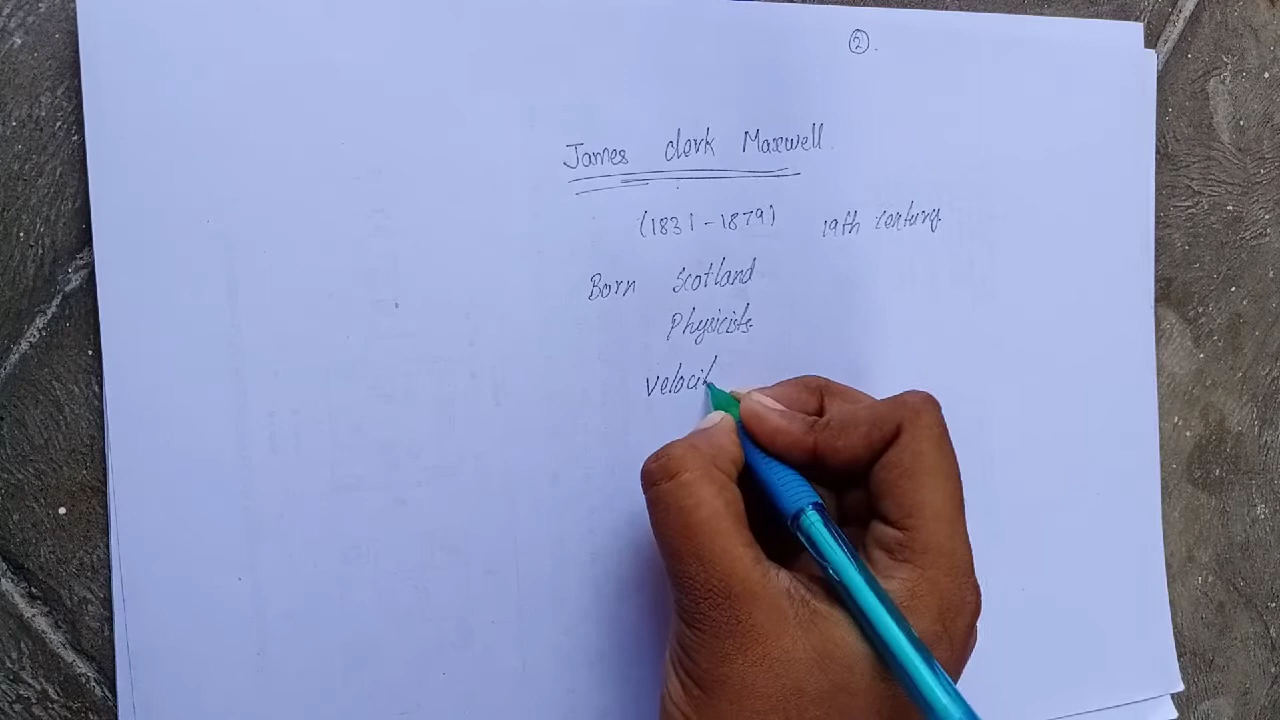 ②.
James clerk Maxwell.
(1831-1879) 19th century
Born Scotland
Physicists
Velocit